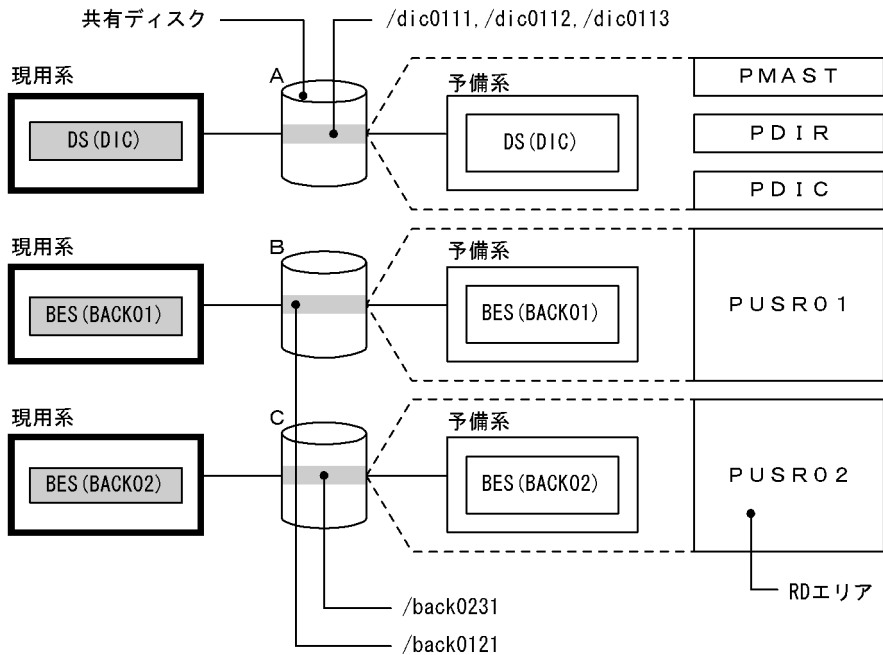 共有ディスク
/dic0111, /dic0112, /dic0113
現用系
A
予備系
PMAST
DS(DIC)
DS(DIC)
PDIR
PDIC
現用系
B
予備系
BES(BACK01)
BES(BACK01)
PUSR01
現用系
C
予備系
BES(BACK02)
BES(BACK02)
PUSR02
RDエリア
/back0231
/back0121